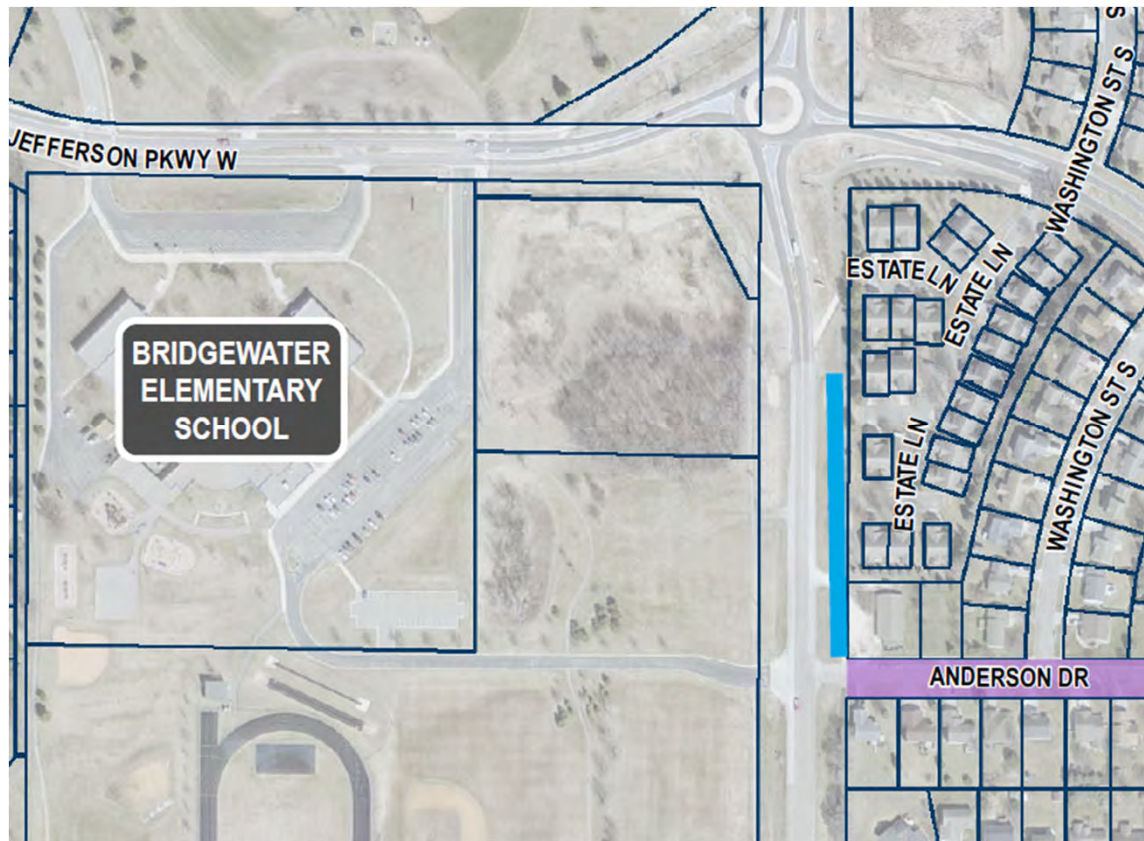 S
WASHINGTON ST S
JEFFERSON PKWY W
ESTATE LN
ESTATE LN
BRIDGEWATER
ELEMENTARY
SCHOOL
WASHINGTON ST S
ESTATE LN
ANDERSON DR